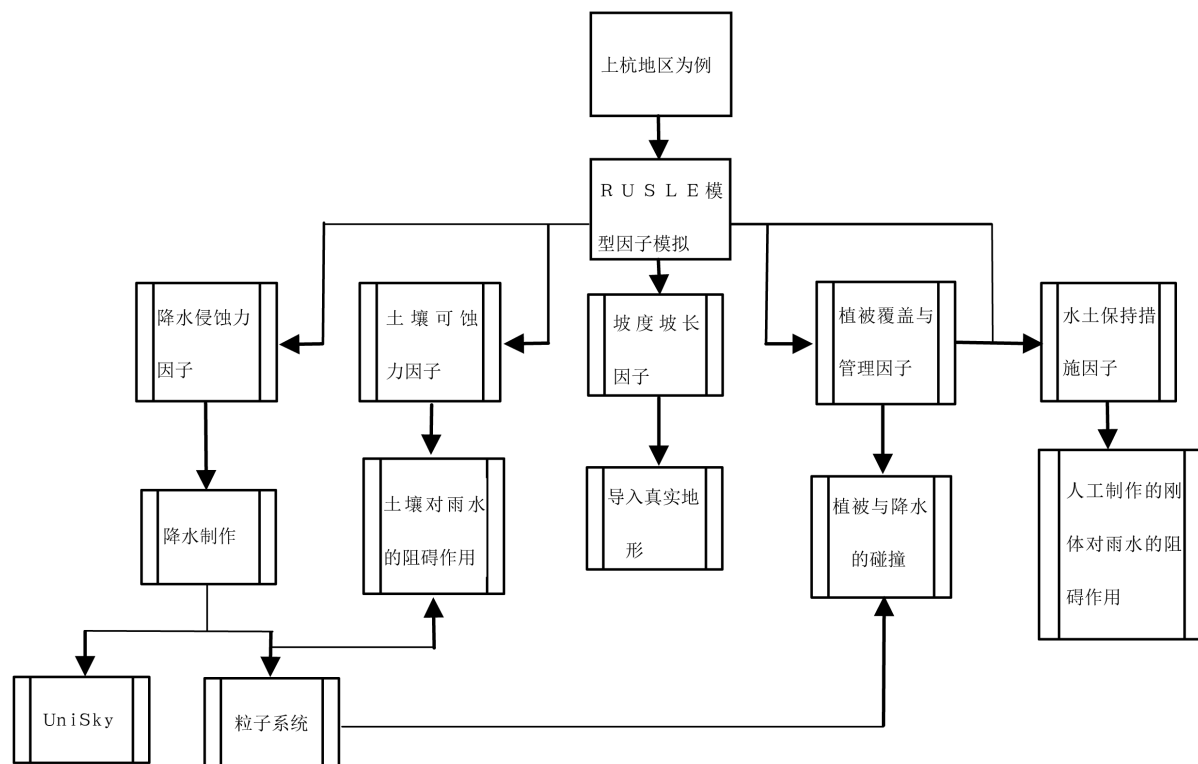 上杭地区为例
RUSLE模
型因子模拟
降水侵蚀力
因子
土壤可蚀
力因子
坡度坡长
因子
植被覆盖与
管理因子
水土保持措
施因子
降水制作
土壤对雨水
的阻碍作用
导入真实地
形
植被与降水
的碰撞
人工制作的刚
体对雨水的阻
碍作用
UniSky
粒子系统